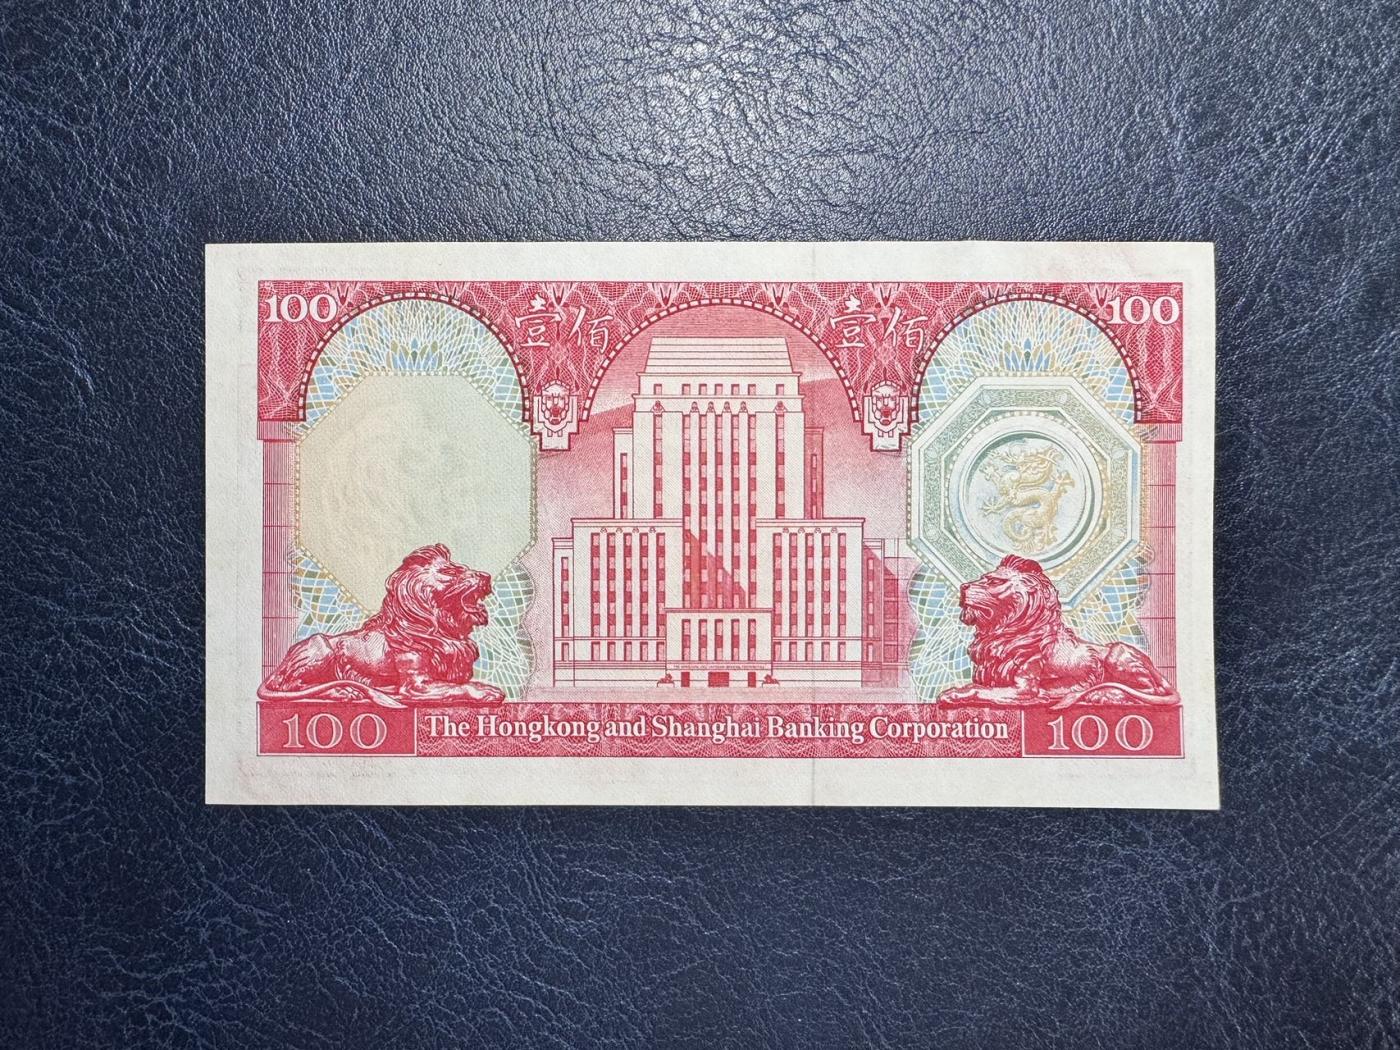 100 壹佰 壹佰 100
100 The Hongkong and Shanghai Banking Corporation 100